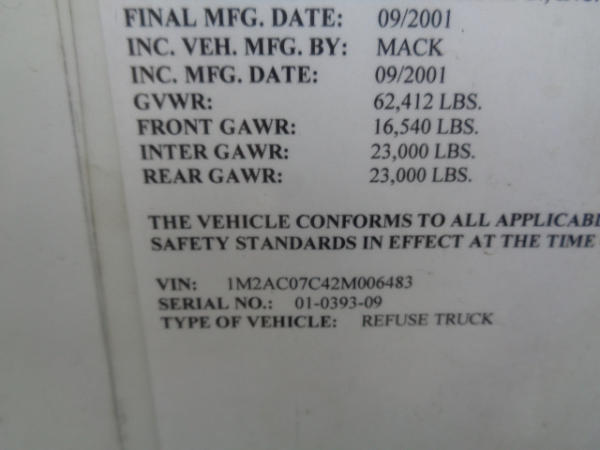 FINAL MFG. DATE: 09/2001
INC. VEH. MFG. BY: MACK
INC. MFG. DATE: 09/2001
GVWR: 62,412 LBS.
FRONT GAWR: 16,540 LBS.
INTER GAWR: 23,000 LBS.
REAR GAWR: 23,000 LBS.
THE VEHICLE CONFORMS TO ALL
SAFETY STANDARDS IN EFFECT AT THE TIME
VIN: 1M2AC07C42M006483
SERIAL NO.: 01-0393-09
TYPE OF VEHICLE: REFUSE TRUCK